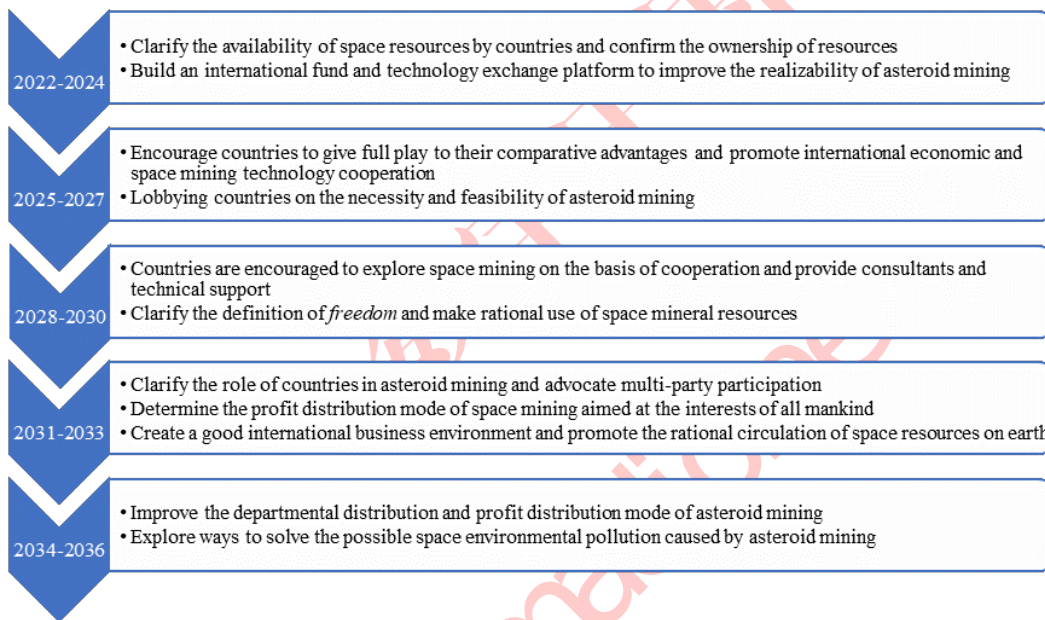 2022-2024
• Clarify the availability of space resources by countries and confirm the ownership of resources
• Build an international fund and technology exchange platform to improve the realizability of asteroid mining
2025-2027
• Encourage countries to give full play to their comparative advantages and promote international economic and
space mining technology cooperation
• Lobbying countries on the necessity and feasibility of asteroid mining
2028-2030
• Countries are encouraged to explore space mining on the basis of cooperation and provide consultants and
technical support
• Clarify the definition of freedom and make rational use of space mineral resources
2031-2033
• Clarify the role of countries in asteroid mining and advocate multi-party participation
• Determine the profit distribution mode of space mining aimed at the interests of all mankind
• Create a good international business environment and promote the rational circulation of space resources on earth
2034-2036
• Improve the departmental distribution and profit distribution mode of asteroid mining
• Explore ways to solve the possible space environmental pollution caused by asteroid mining